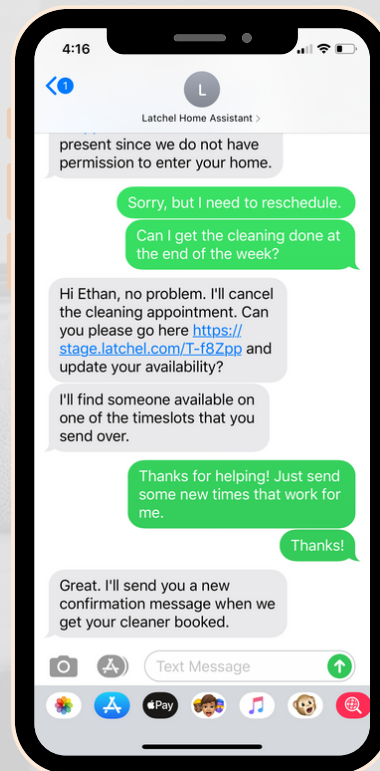 4:16
1
L
Latchel Home Assistant
present since we do not have
permission to enter your home.
Sorry, but I need to reschedule.
Can I get the cleaning done at
the end of the week?
Hi Ethan, no problem. I'll cancel
the cleaning appointment. Can
you please go here https://
stage.latchel.com/T-f8Zpp and
update your availability?
I'll find someone available on
one of the timeslots that you
send over.
Thanks for helping! Just send
some new times that work for
me.
Thanks!
Great. I'll send you a new
confirmation message when we
get your cleaner booked.
Text Message
Pay